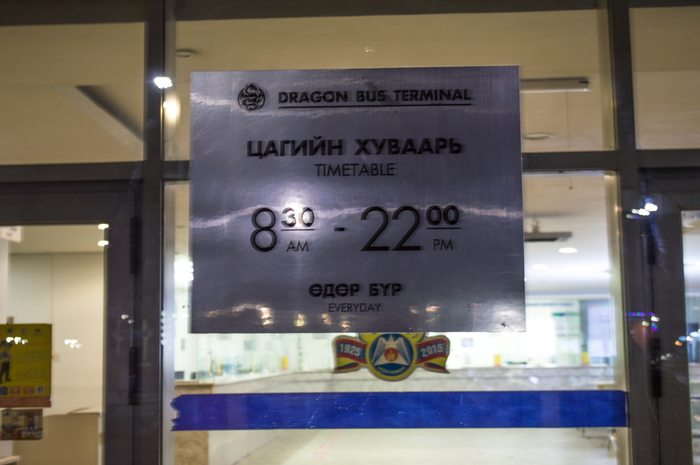 DRAGON BUS TERMINAL
ЦАГИЙН ХУВААРЬ
TIMETABLE
8 30 AM - 22 00 PM
ӨДӨР БҮР
EVERYDAY
1925 2015